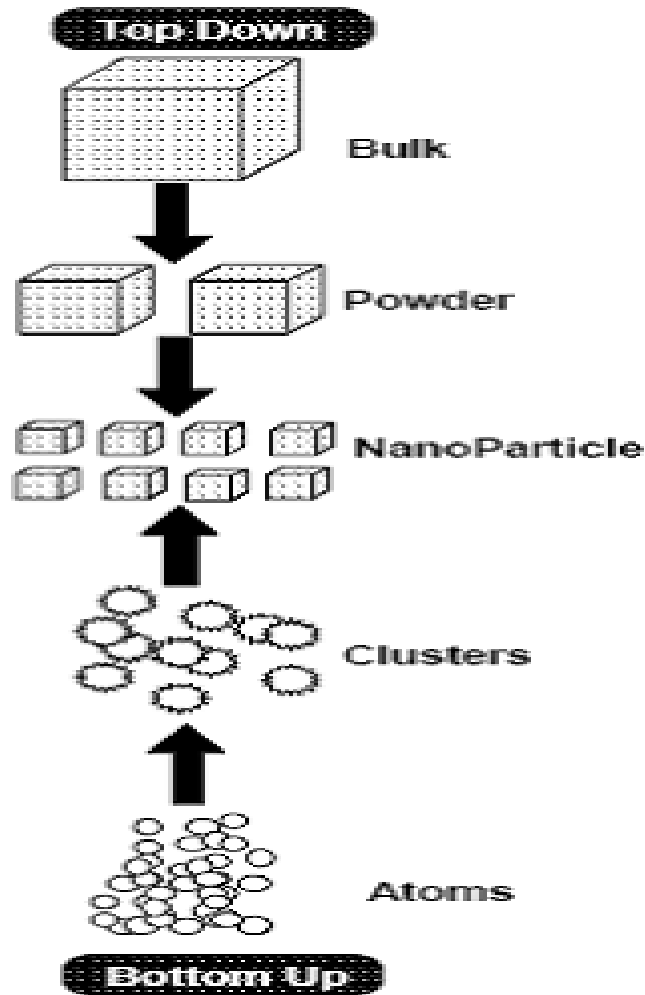 Top Down
Bulk
Powder
NanoParticle
Clusters
Atoms
Bottom Up